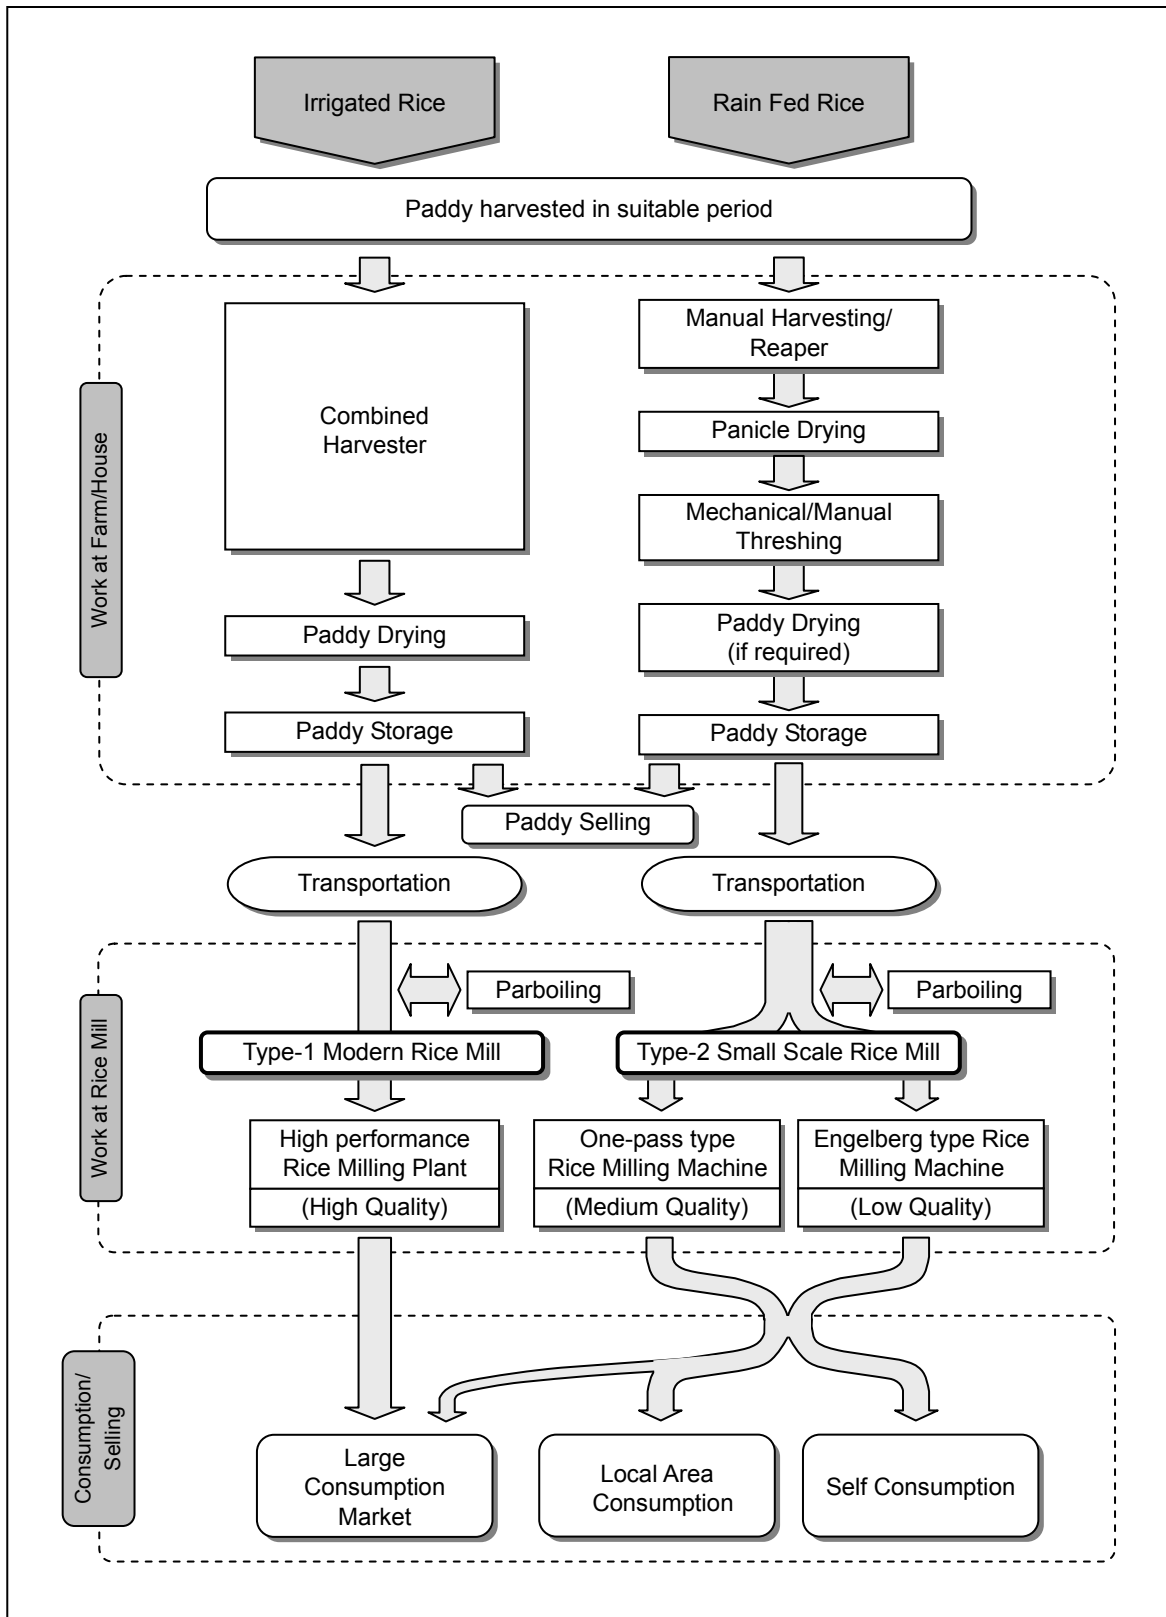 Irrigated Rice
Rain Fed Rice
Paddy harvested in suitable period
Work at Farm/House
Combined
Harvester
Manual Harvesting/
Reaper
Panicle Drying
Mechanical/Manual
Threshing
Paddy Drying
Paddy Drying
(if required)
Paddy Storage
Paddy Storage
Paddy Selling
Transportation
Transportation
Work at Rice Mill
Parboiling
Parboiling
Type-1 Modern Rice Mill
Type-2 Small Scale Rice Mill
High performance
Rice Milling Plant
(High Quality)
One-pass type
Rice Milling Machine
(Medium Quality)
Engelberg type Rice
Milling Machine
(Low Quality)
Consumption/
Selling
Large
Consumption
Market
Local Area
Consumption
Self Consumption